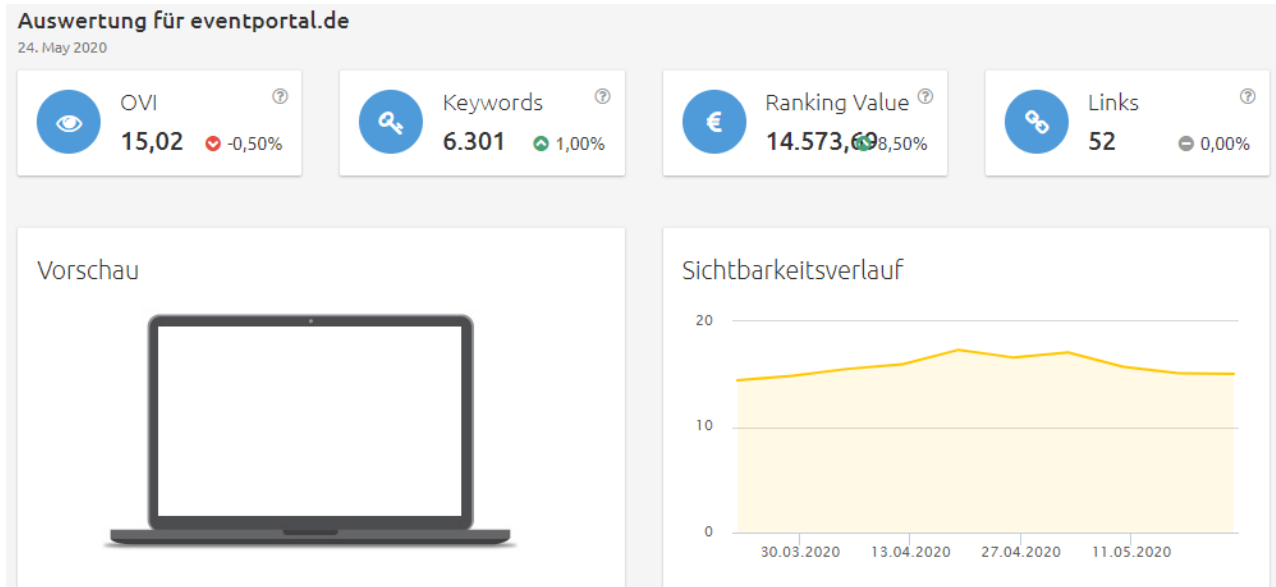 Auswertung für eventportal.de
24. May 2020
OVI
15,02 -0,50%
Keywords
6.301 1,00%
Ranking Value
14.573,69 8,50%
Links
52 0,00%
Vorschau
Sichtbarkeitsverlauf
20
10
0
30.03.2020 13.04.2020 27.04.2020 11.05.2020